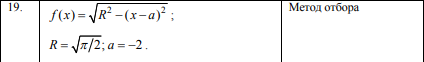 19. f(x) = √(R² − (x − a)²) ; Метод отбора
R = √(π/2); a = −2 .